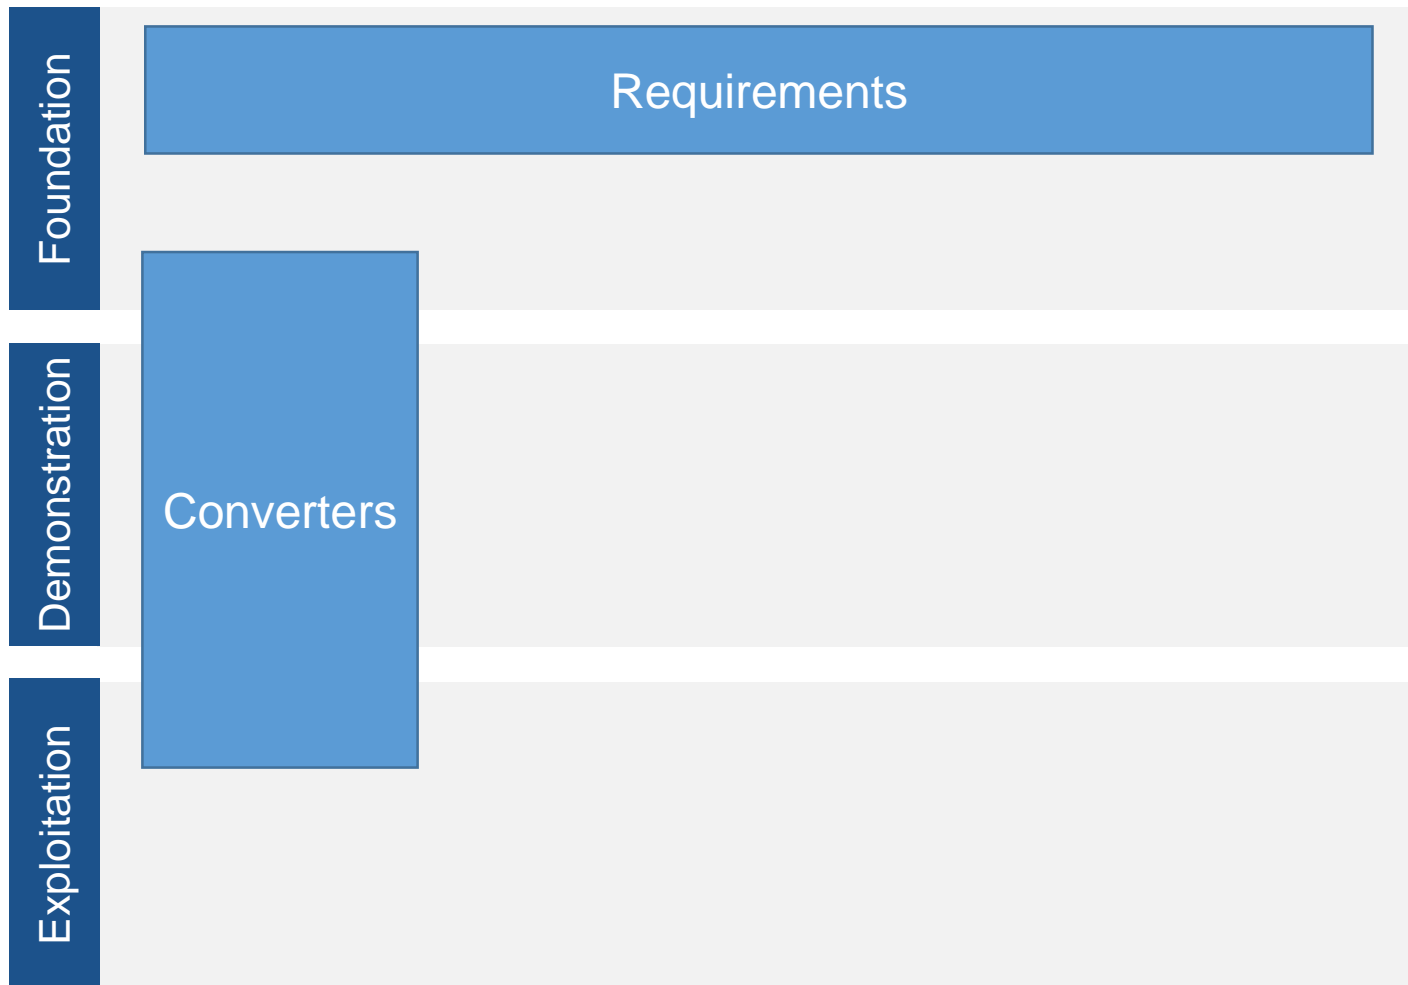 Foundation
Requirements
Demonstration
Converters
Exploitation